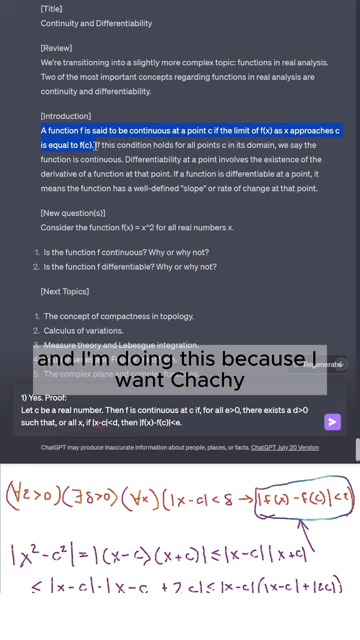 [Title]
Continuity and Differentiability
[Review]
We're transitioning into a slightly more complex topic: functions in real analysis.
Two of the most important concepts regarding functions in real analysis are
continuity and differentiability.
[Introduction]
A function f is said to be continuous at a point c if the limit of f(x) as x approaches c
is equal to f(c). If this condition holds for all points c in its domain, we say the
function is continuous. Differentiability at a point involves the existence of the
derivative of a function at that point. If a function is differentiable at a point, it
means the function has a well-defined "slope" or rate of change at that point.
[New question(s)]
Consider the function f(x) = x^2 for all real numbers x.
1. Is the function f continuous? Why or why not?
2. Is the function f differentiable? Why or why not?
[Next Topics]
1. The concept of compactness in topology.
2. Calculus of variations.
3. Measure theory and Lebesgue integration.
and I'm doing this because I
want Chachy
Regenerate
1) Yes. Proof:
Let c be a real number. Then f is continuous at c if, for all e>0, there exists a d>0
such that, or all x, if |x-c|<d, then |f(x)-f(c)|<e.
ChatGPT may produce inaccurate information about people, places, or facts. ChatGPT July 20 Version
(∀ε>0)(∃δ>0)(∀x)(|x-c|<δ → |f(x)-f(c)|<ε)
|x²-c²|=|(x-c)(x+c)|≤|x-c||x+c|
≤|x-c|·|x-c+2c|≤|x-c|(|x-c|+|2c|)